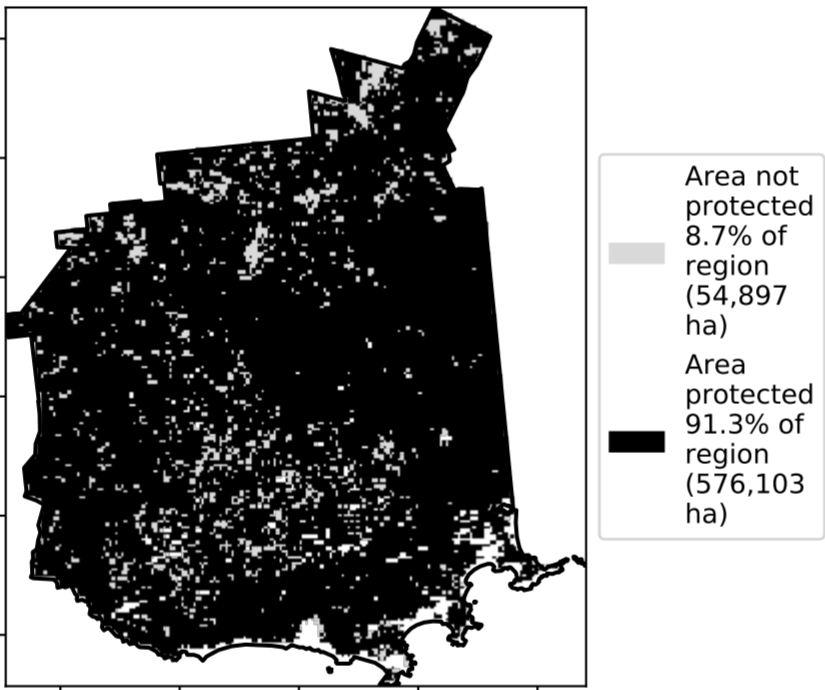 Area not
protected
8.7% of
region
(54,897
ha)
Area
protected
91.3% of
region
(576,103
ha)